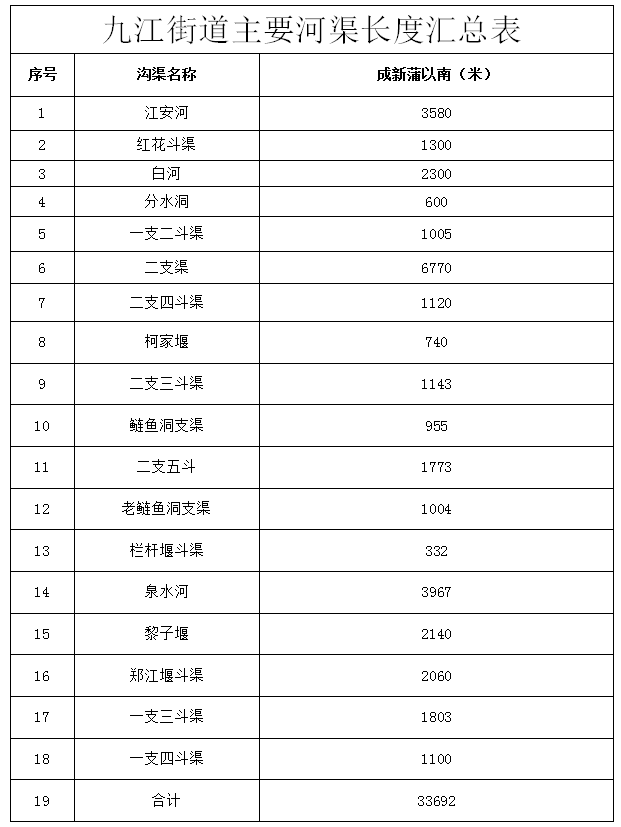 九江街道主要河渠长度汇总表
序号 沟渠名称 成新蒲以南（米）
1 江安河 3580
2 红花斗渠 1300
3 白河 2300
4 分水洞 600
5 一支二斗渠 1005
6 二支渠 6770
7 二支四斗渠 1120
8 柯家堰 740
9 二支三斗渠 1143
10 鲢鱼洞支渠 955
11 二支五斗 1773
12 老鲢鱼洞支渠 1004
13 栏杆堰斗渠 332
14 泉水河 3967
15 黎子堰 2140
16 郑江堰斗渠 2060
17 一支三斗渠 1803
18 一支四斗渠 1100
19 合计 33692